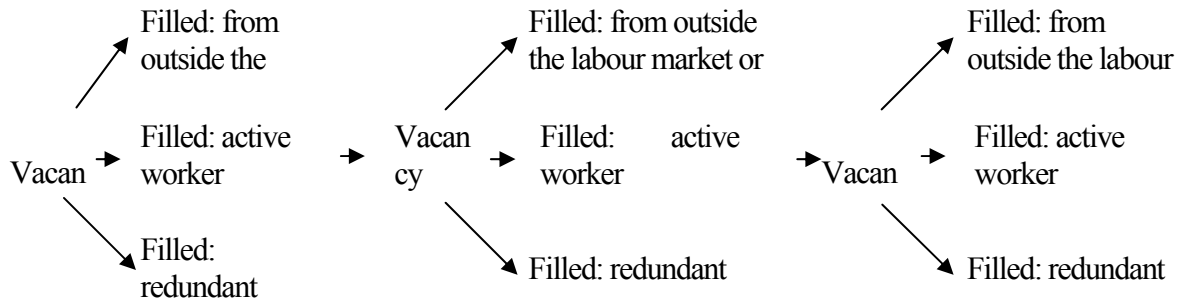 Filled: from
outside the
Vacan
Filled: active
worker
Filled:
redundant
Filled: from outside
the labour market or
Vacan
cy
Filled: active
worker
Filled: redundant
Filled: from
outside the labour
Vacan
Filled: active
worker
Filled: redundant